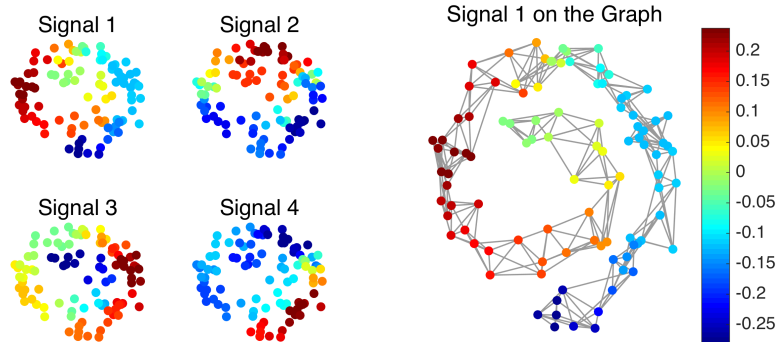 Signal 1
Signal 2
Signal 1 on the Graph
Signal 3
Signal 4
0.2
0.15
0.1
0.05
0
-0.05
-0.1
-0.15
-0.2
-0.25